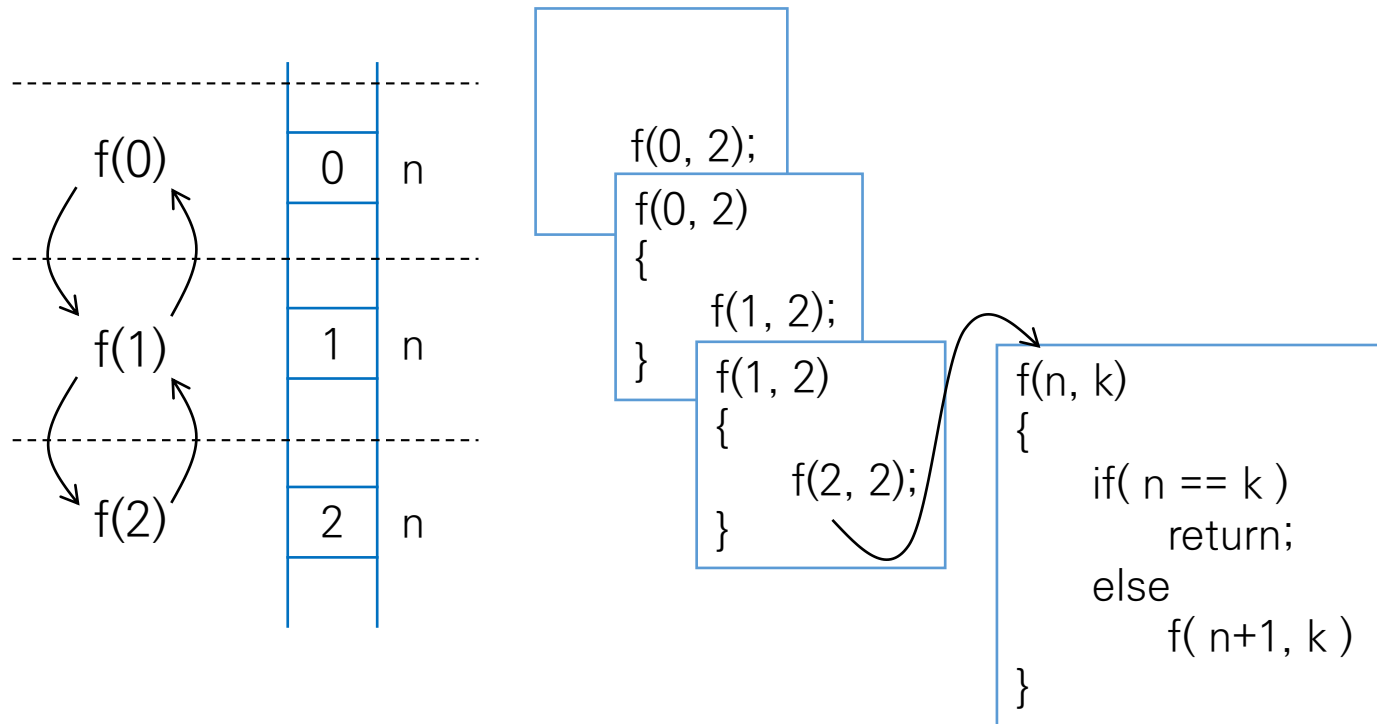 f(0)
0
n
f(1)
1
n
f(2)
2
n
f(0, 2);
f(0, 2)
{
f(1, 2);
}
f(1, 2)
{
f(2, 2);
}
f(n, k)
{
if( n == k )
return;
else
f( n+1, k )
}